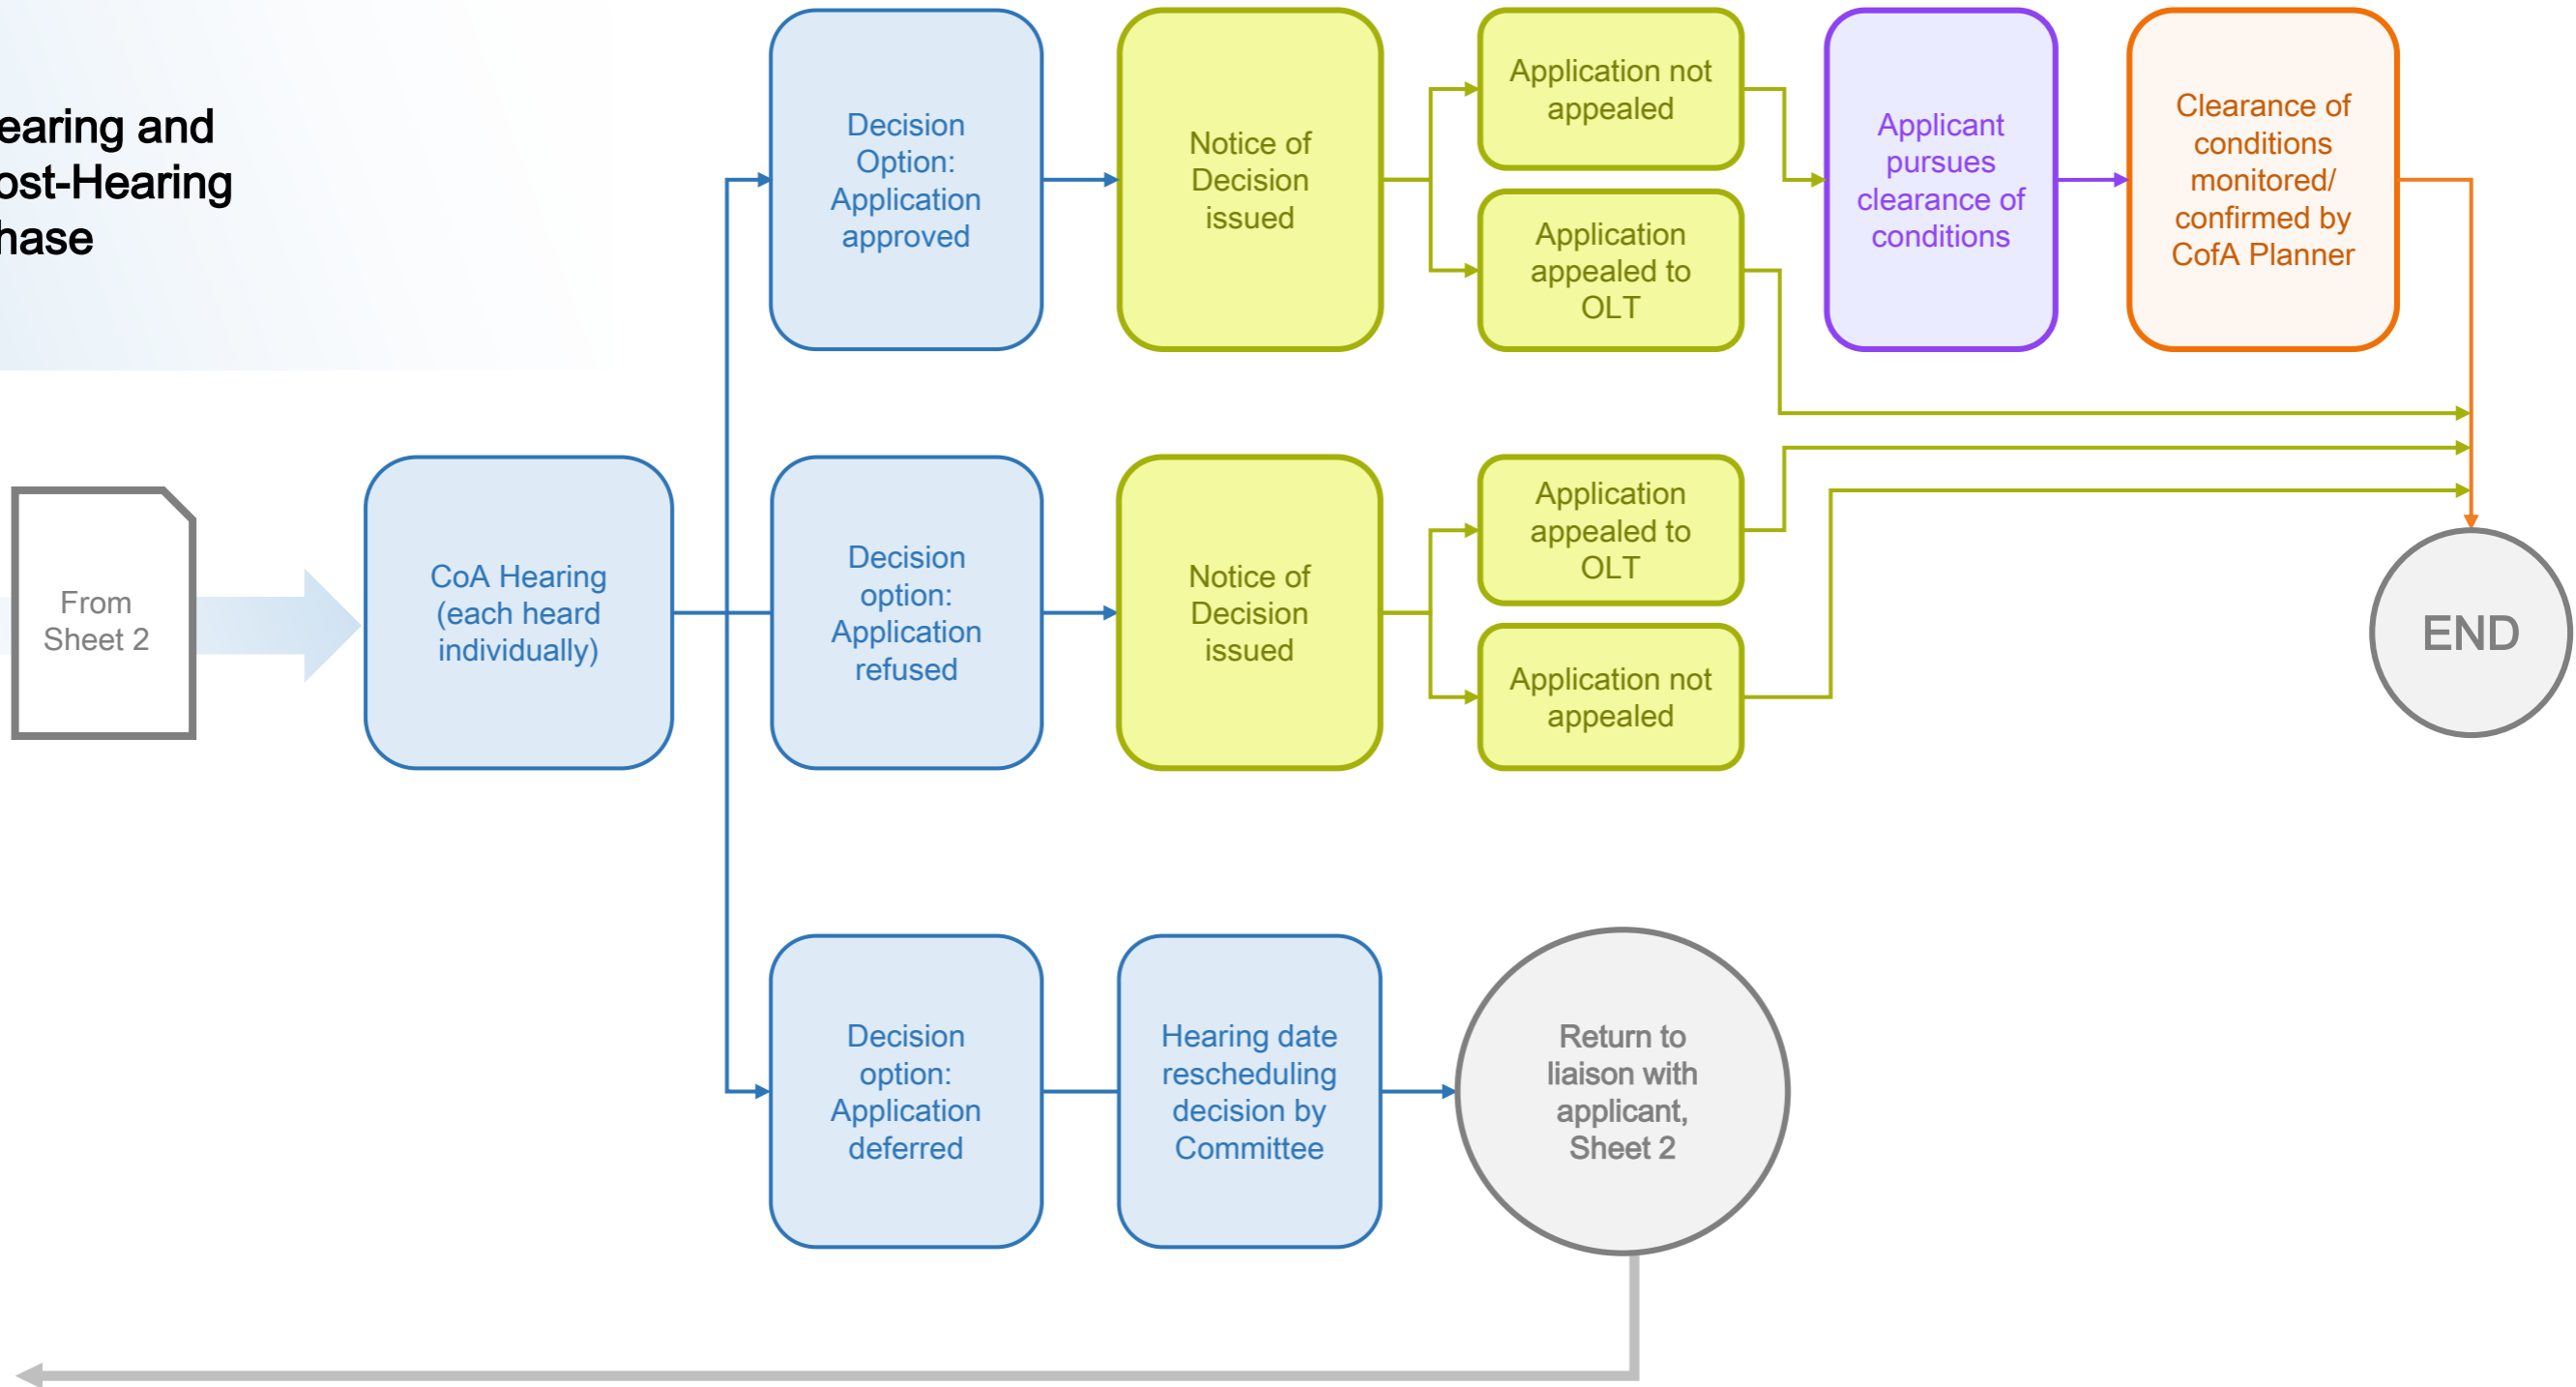 earing and
ost-Hearing
hase
Decision
Option:
Application
approved
Notice of
Decision
issued
Application not
appealed
Application
appealed to
OLT
Applicant
pursues
clearance of
conditions
Clearance of
conditions
monitored/
confirmed by
CofA Planner
From
Sheet 2
CoA Hearing
(each heard
individually)
Decision
option:
Application
refused
Notice of
Decision
issued
Application
appealed to
OLT
Application not
appealed
END
Decision
option:
Application
deferred
Hearing date
rescheduling
decision by
Committee
Return to
liaison with
applicant,
Sheet 2